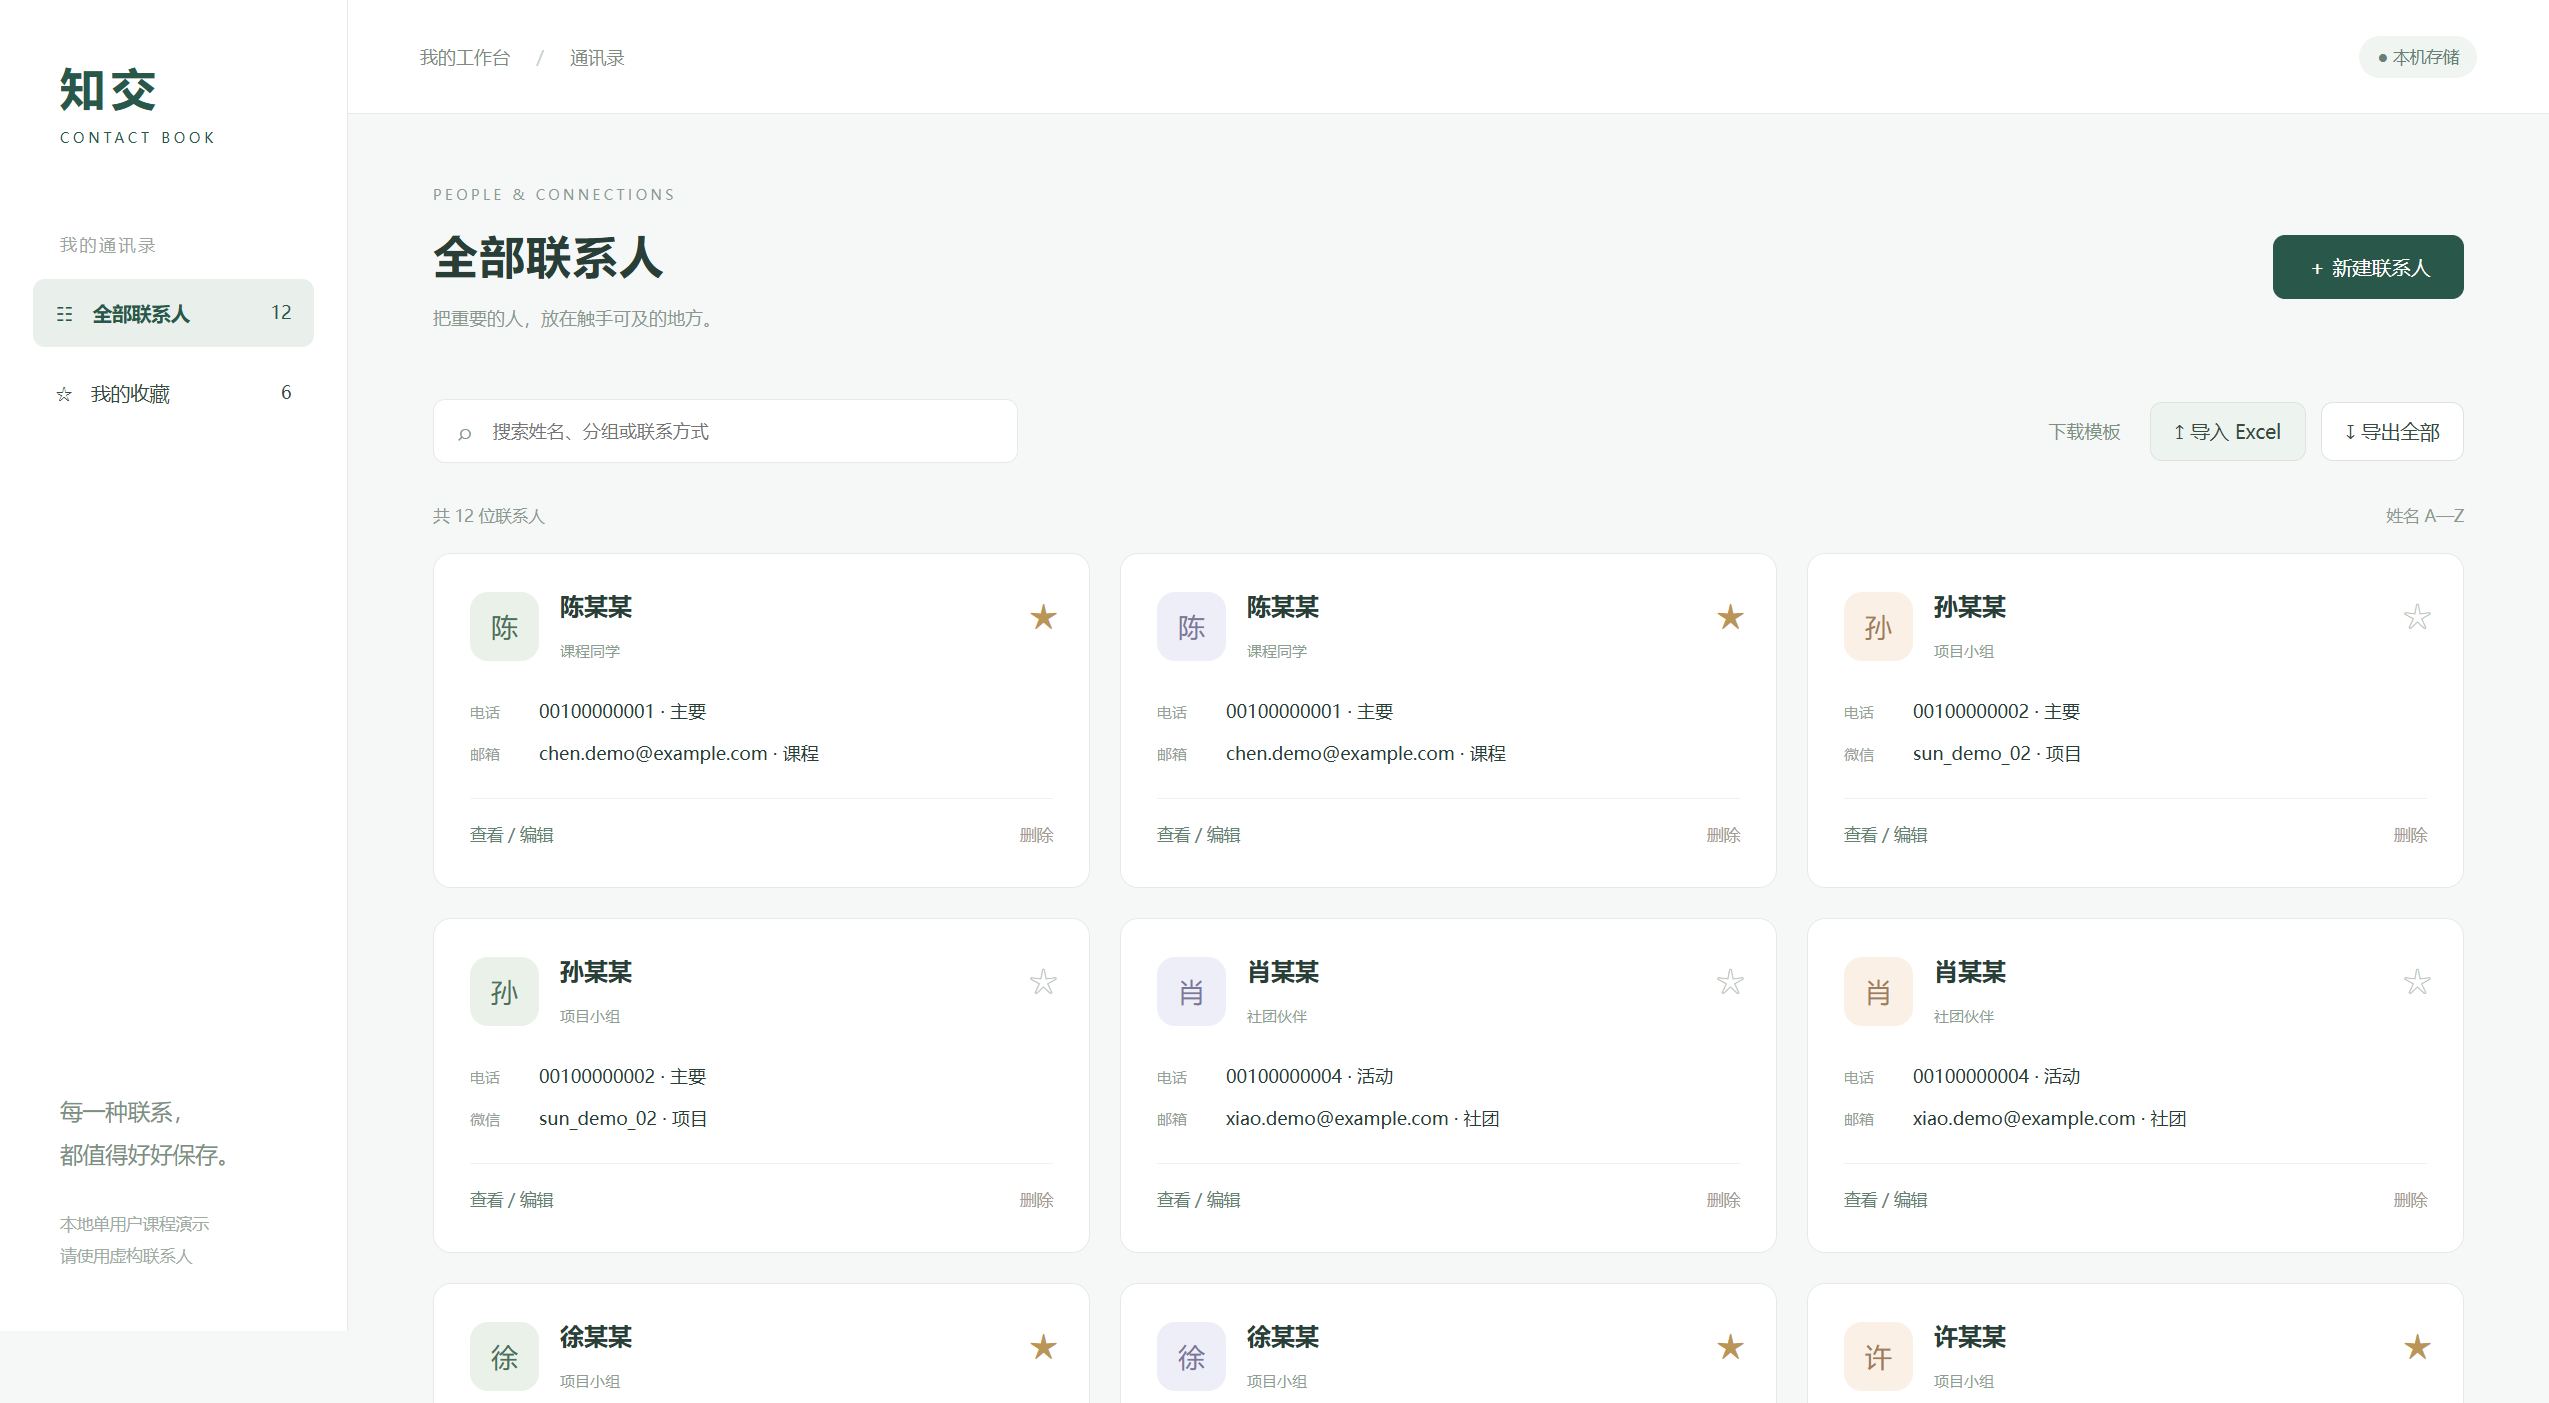 知交
CONTACT BOOK
我的通讯录
全部联系人 12
我的收藏 6
每一种联系，
都值得好好保存。
本地单用户课程演示
请使用虚构联系人
我的工作台 / 通讯录
本机存储
PEOPLE & CONNECTIONS
全部联系人
把重要的人，放在触手可及的地方。
+ 新建联系人
搜索姓名、分组或联系方式
下载模板
↥ 导入 Excel
↧ 导出全部
共 12 位联系人
姓名 A—Z
陈
陈某某
课程同学
电话 00100000001 · 主要
邮箱 chen.demo@example.com · 课程
查看 / 编辑
删除
陈
陈某某
课程同学
电话 00100000001 · 主要
邮箱 chen.demo@example.com · 课程
查看 / 编辑
删除
孙
孙某某
项目小组
电话 00100000002 · 主要
微信 sun_demo_02 · 项目
查看 / 编辑
删除
孙
孙某某
项目小组
电话 00100000002 · 主要
微信 sun_demo_02 · 项目
查看 / 编辑
删除
肖
肖某某
社团伙伴
电话 00100000004 · 活动
邮箱 xiao.demo@example.com · 社团
查看 / 编辑
删除
肖
肖某某
社团伙伴
电话 00100000004 · 活动
邮箱 xiao.demo@example.com · 社团
查看 / 编辑
删除
徐
徐某某
项目小组
徐
徐某某
项目小组
许
许某某
项目小组